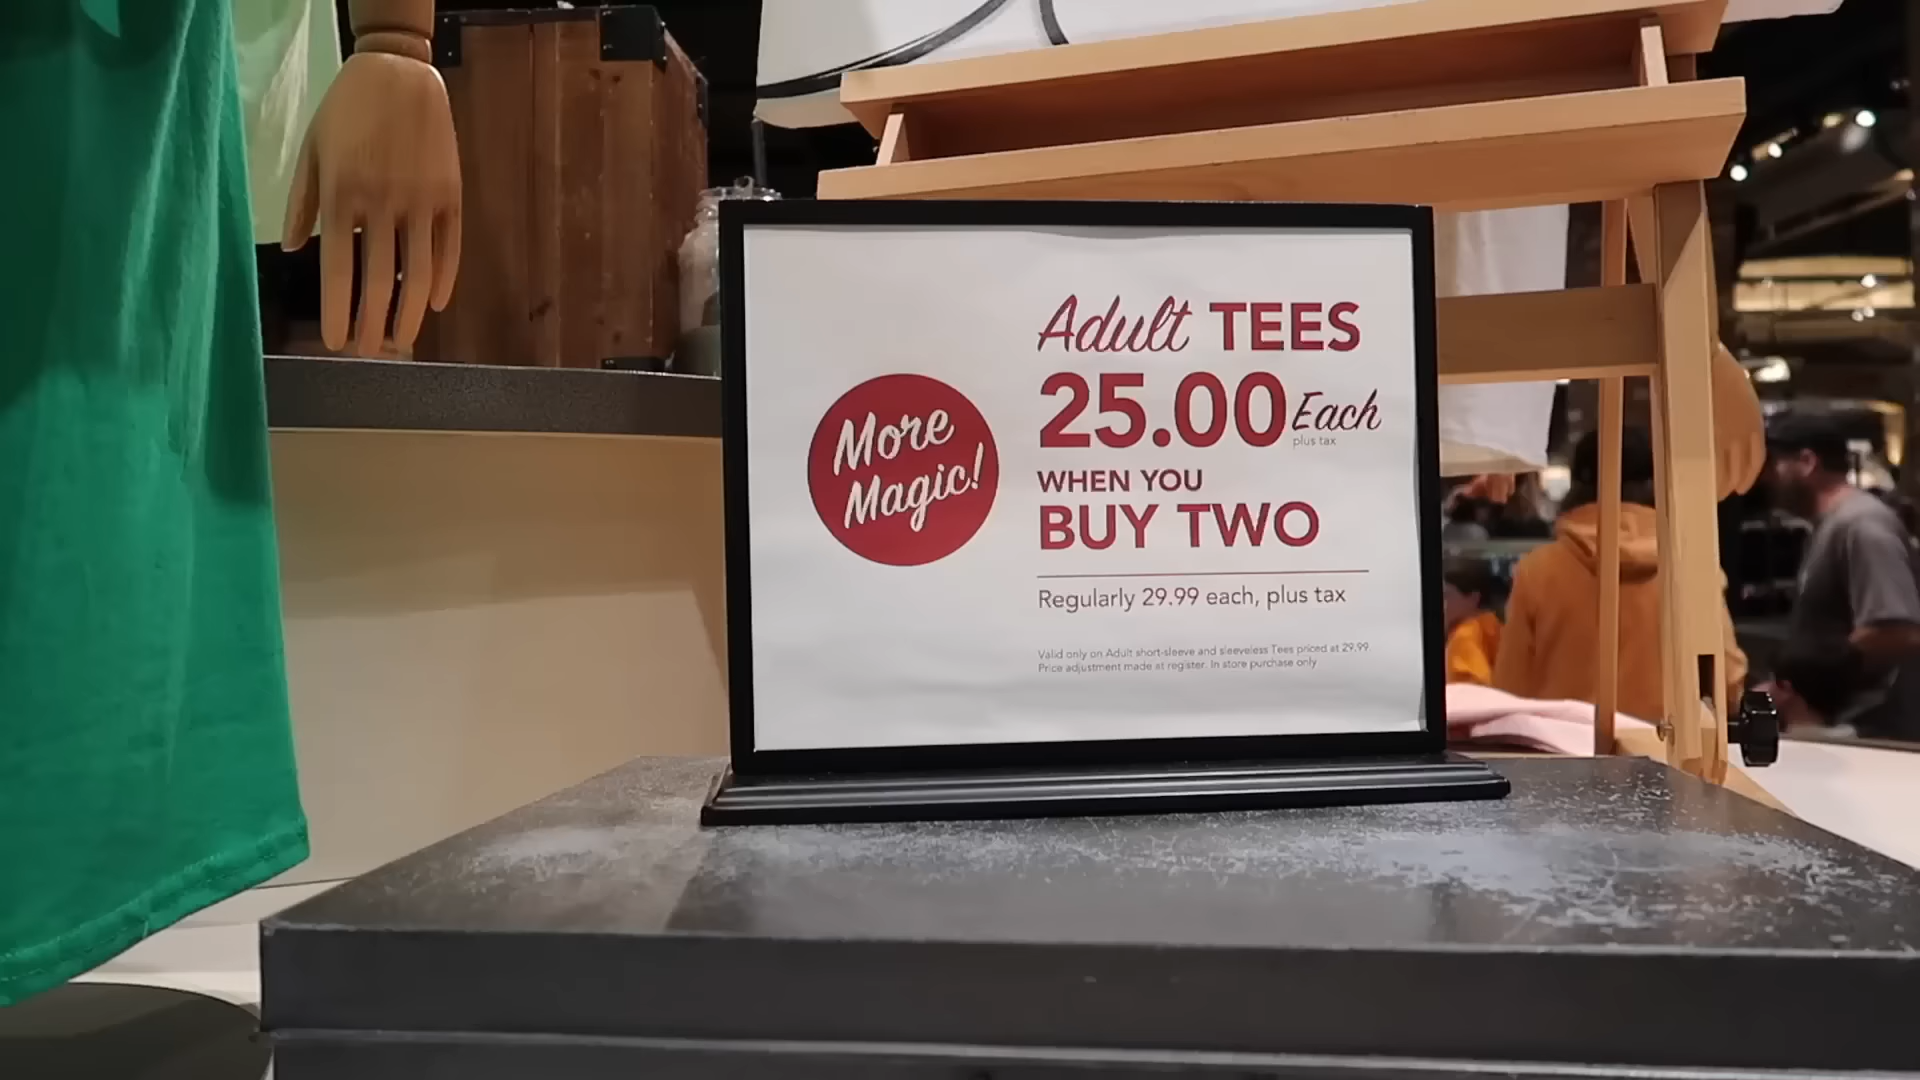 More
Magic!
Adult TEES
25.00 Each
plus tax
WHEN YOU
BUY TWO
Regularly 29.99 each, plus tax
Valid only on Adult short-sleeve and sleeveless Tees priced at 29.99.
Price adjustment made at register. In store purchase only